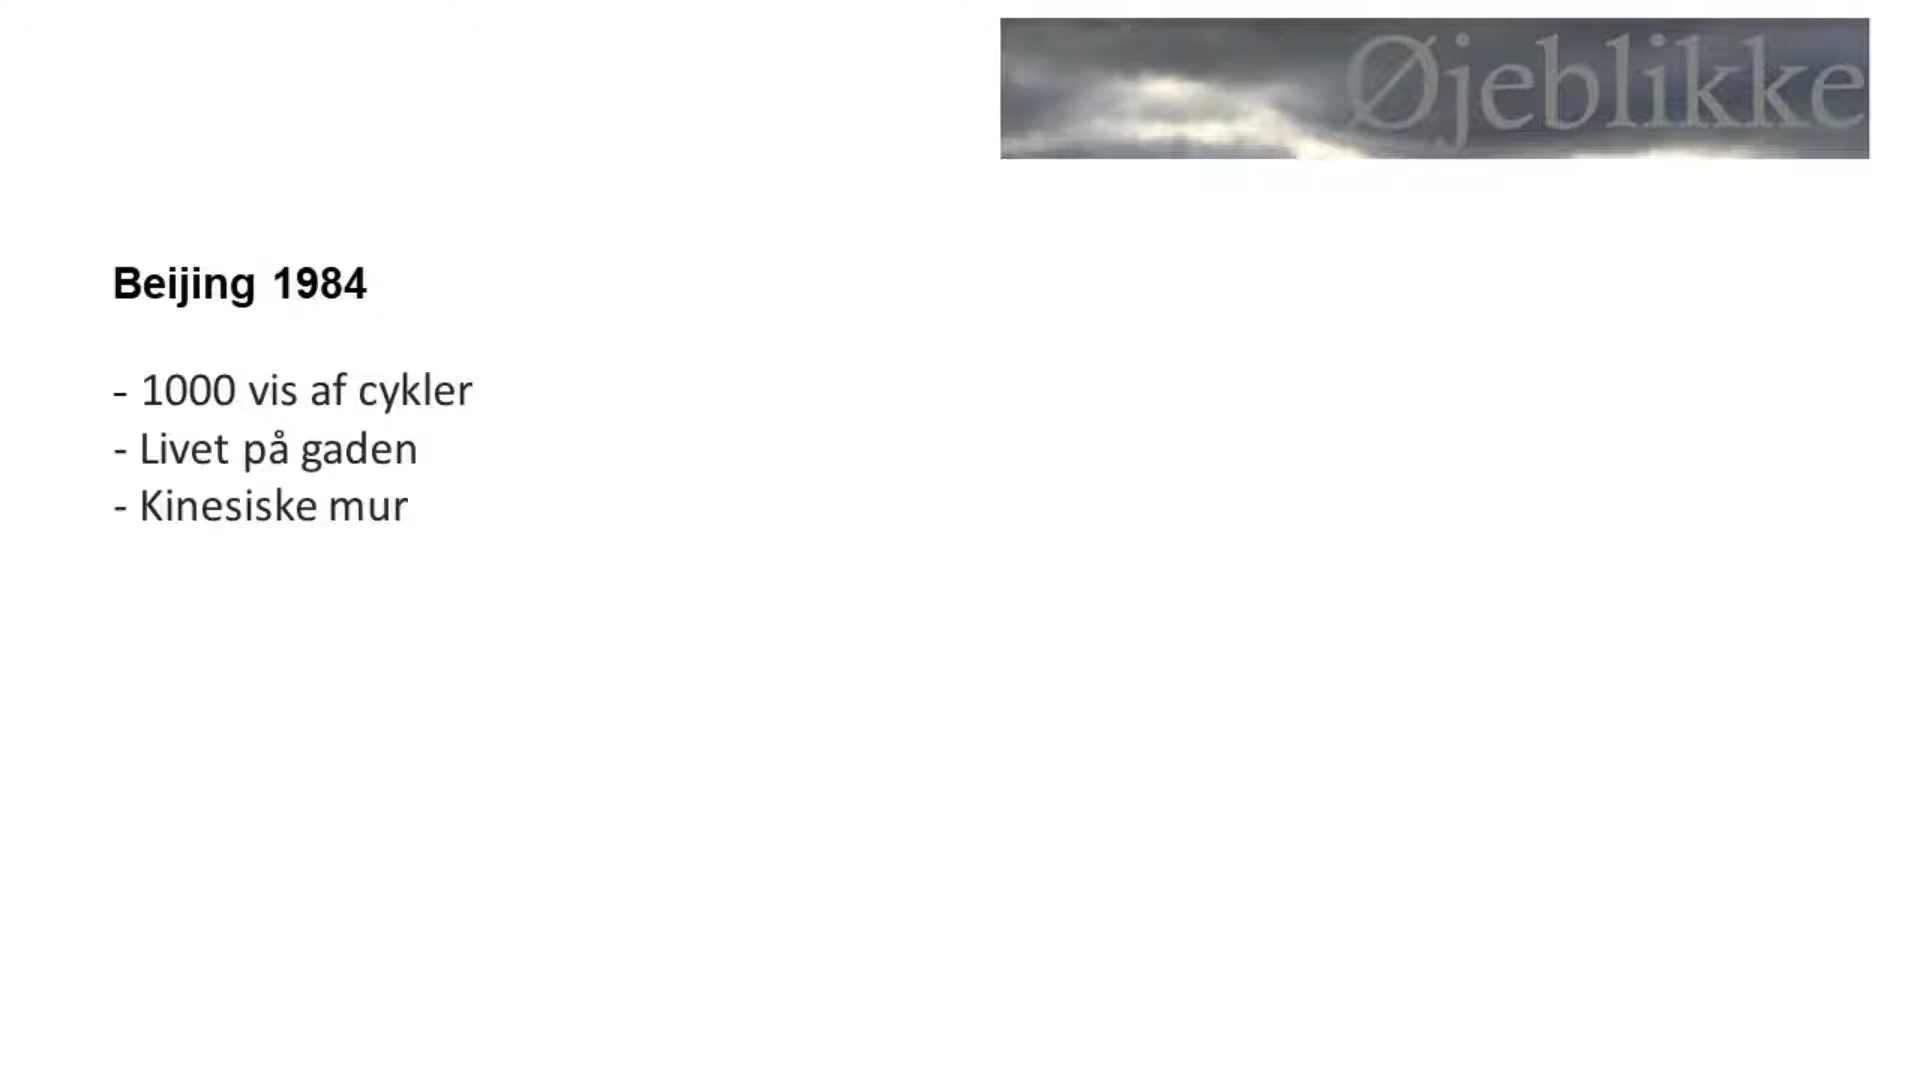 Øjeblikke
Beijing 1984
- 1000 vis af cykler
- Livet på gaden
- Kinesiske mur